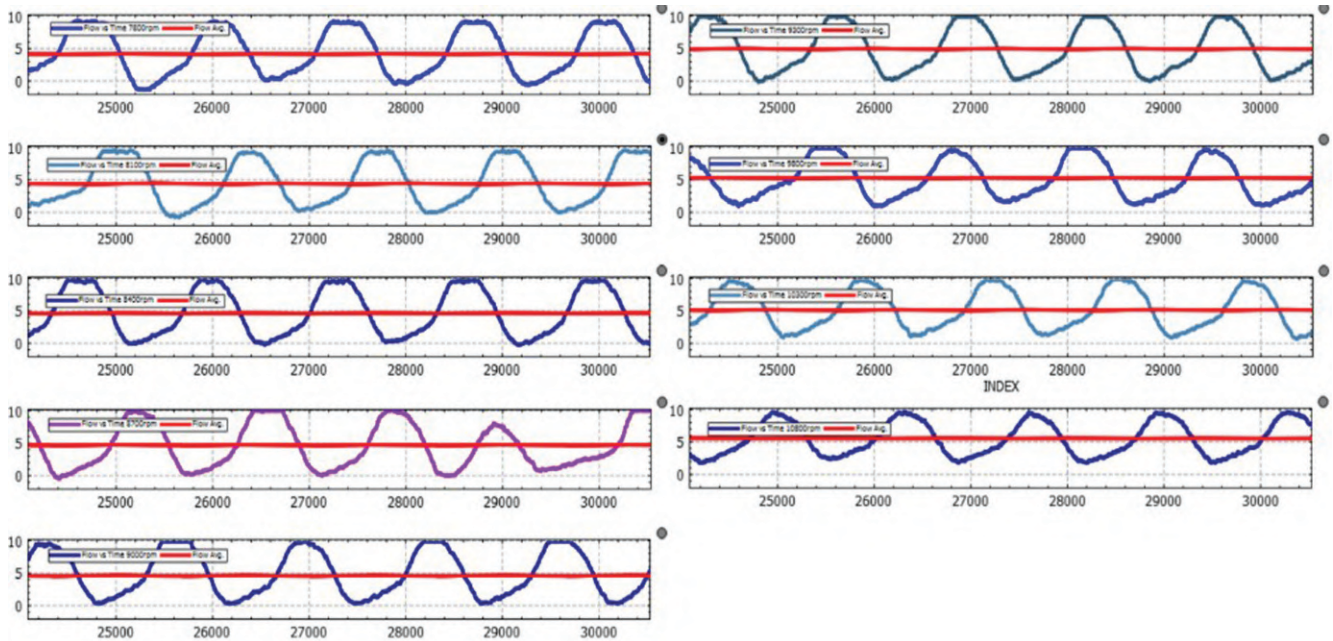 10
Flow vs Time 7800rpm Flow Avg.
5
0
25000 26000 27000 28000 29000 30000
10
Flow vs Time 8100rpm Flow Avg.
5
0
25000 26000 27000 28000 29000 30000
10
Flow vs Time 8400rpm Flow Avg.
5
0
25000 26000 27000 28000 29000 30000
10
Flow vs Time 8700rpm Flow Avg.
5
0
25000 26000 27000 28000 29000 30000
10
Flow vs Time 9000rpm Flow Avg.
5
0
25000 26000 27000 28000 29000 30000
10
Flow vs Time 9300rpm Flow Avg.
5
0
25000 26000 27000 28000 29000 30000
10
Flow vs Time 9800rpm Flow Avg.
5
0
25000 26000 27000 28000 29000 30000
10
Flow vs Time 10300rpm Flow Avg.
5
0
25000 26000 27000 28000 29000 30000
INDEX
10
Flow vs Time 10800rpm Flow Avg.
5
0
25000 26000 27000 28000 29000 30000